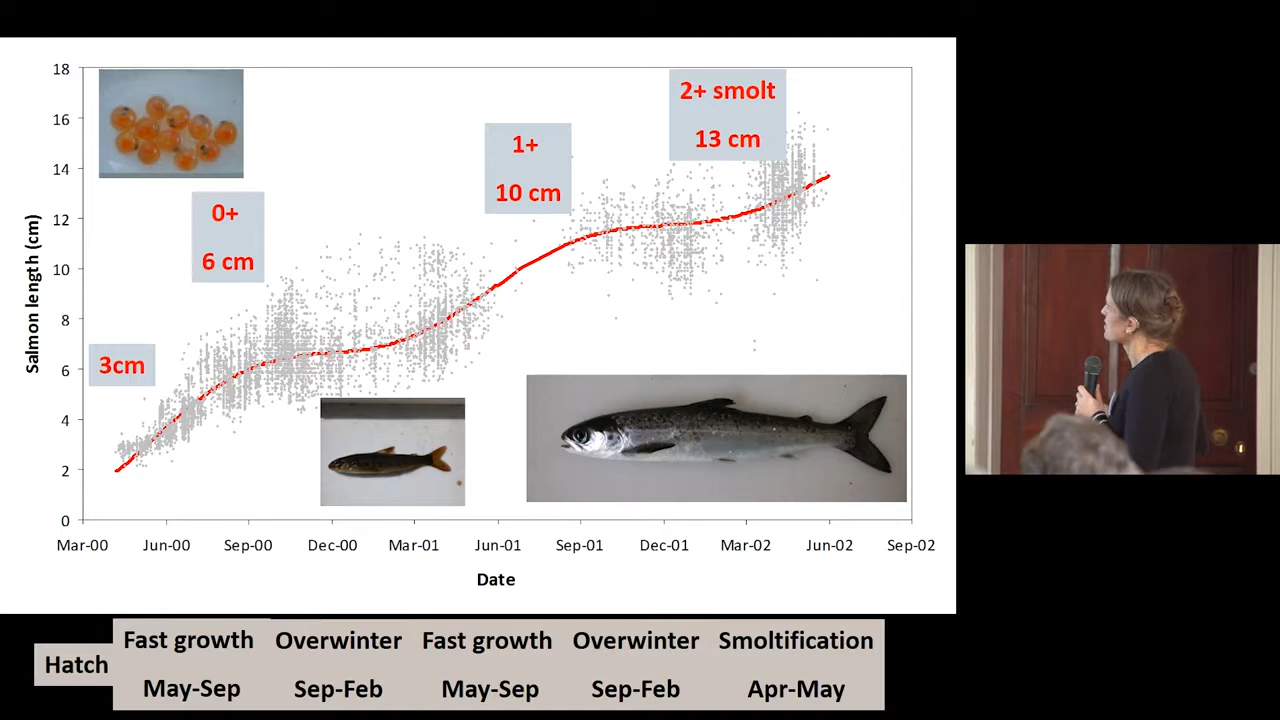 18
16
14
12
10
8
6
4
2
0
Salmon length (cm)
3cm
0+
6 cm
1+
10 cm
2+ smolt
13 cm
Mar-00 Jun-00 Sep-00 Dec-00 Mar-01 Jun-01 Sep-01 Dec-01 Mar-02 Jun-02 Sep-02
Date
Hatch
Fast growth
May-Sep
Overwinter
Sep-Feb
Fast growth
May-Sep
Overwinter
Sep-Feb
Smoltification
Apr-May